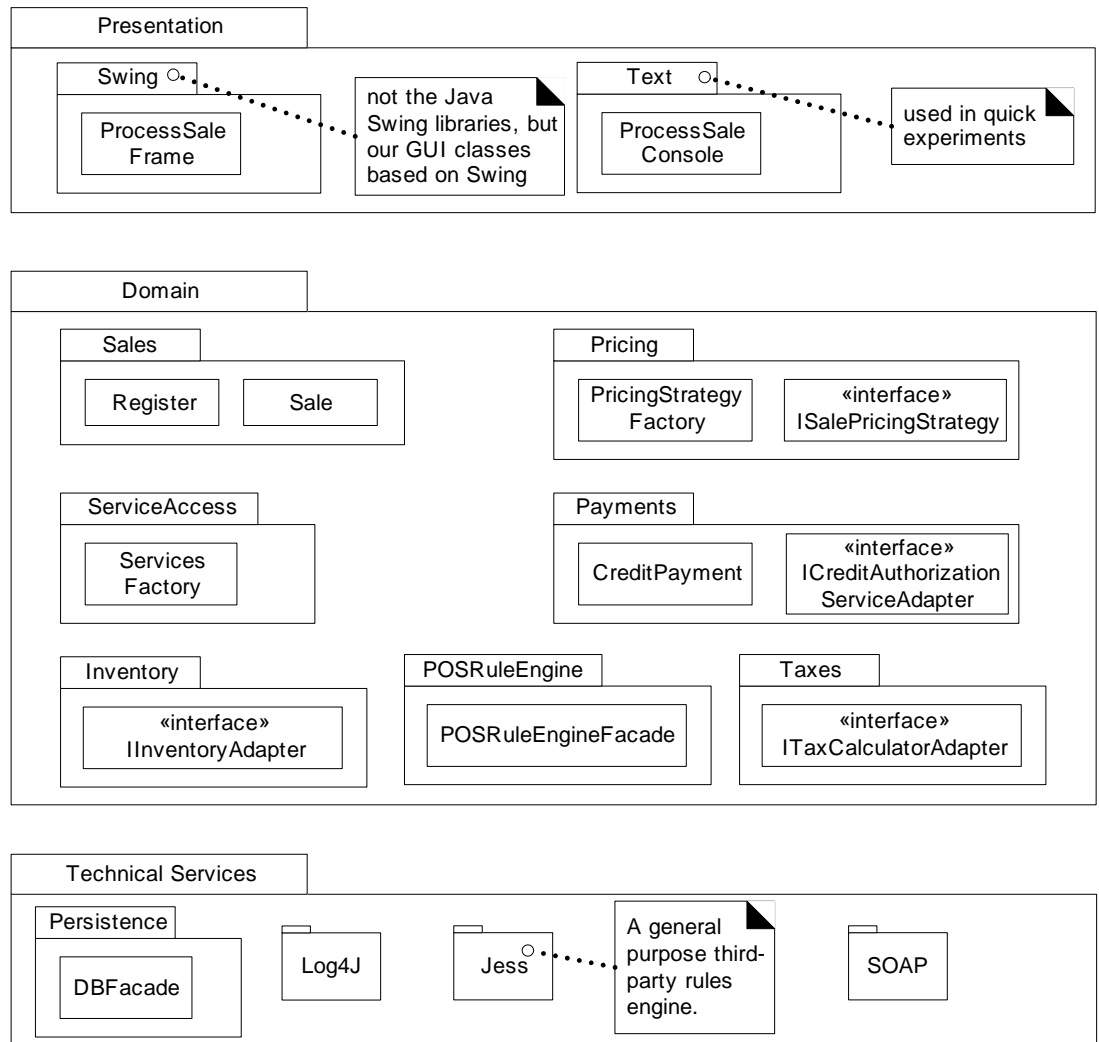 Presentation
Swing
ProcessSale
Frame
not the Java
Swing libraries, but
our GUI classes
based on Swing
Text
ProcessSale
Console
used in quick
experiments
Domain
Sales
Register
Sale
Pricing
PricingStrategy
Factory
«interface»
ISalePricingStrategy
ServiceAccess
Services
Factory
Payments
CreditPayment
«interface»
ICreditAuthorization
ServiceAdapter
Inventory
«interface»
IInventoryAdapter
POSRuleEngine
POSRuleEngineFacade
Taxes
«interface»
ITaxCalculatorAdapter
Technical Services
Persistence
DBFacade
Log4J
Jess
A general
purpose third-
party rules
engine.
SOAP